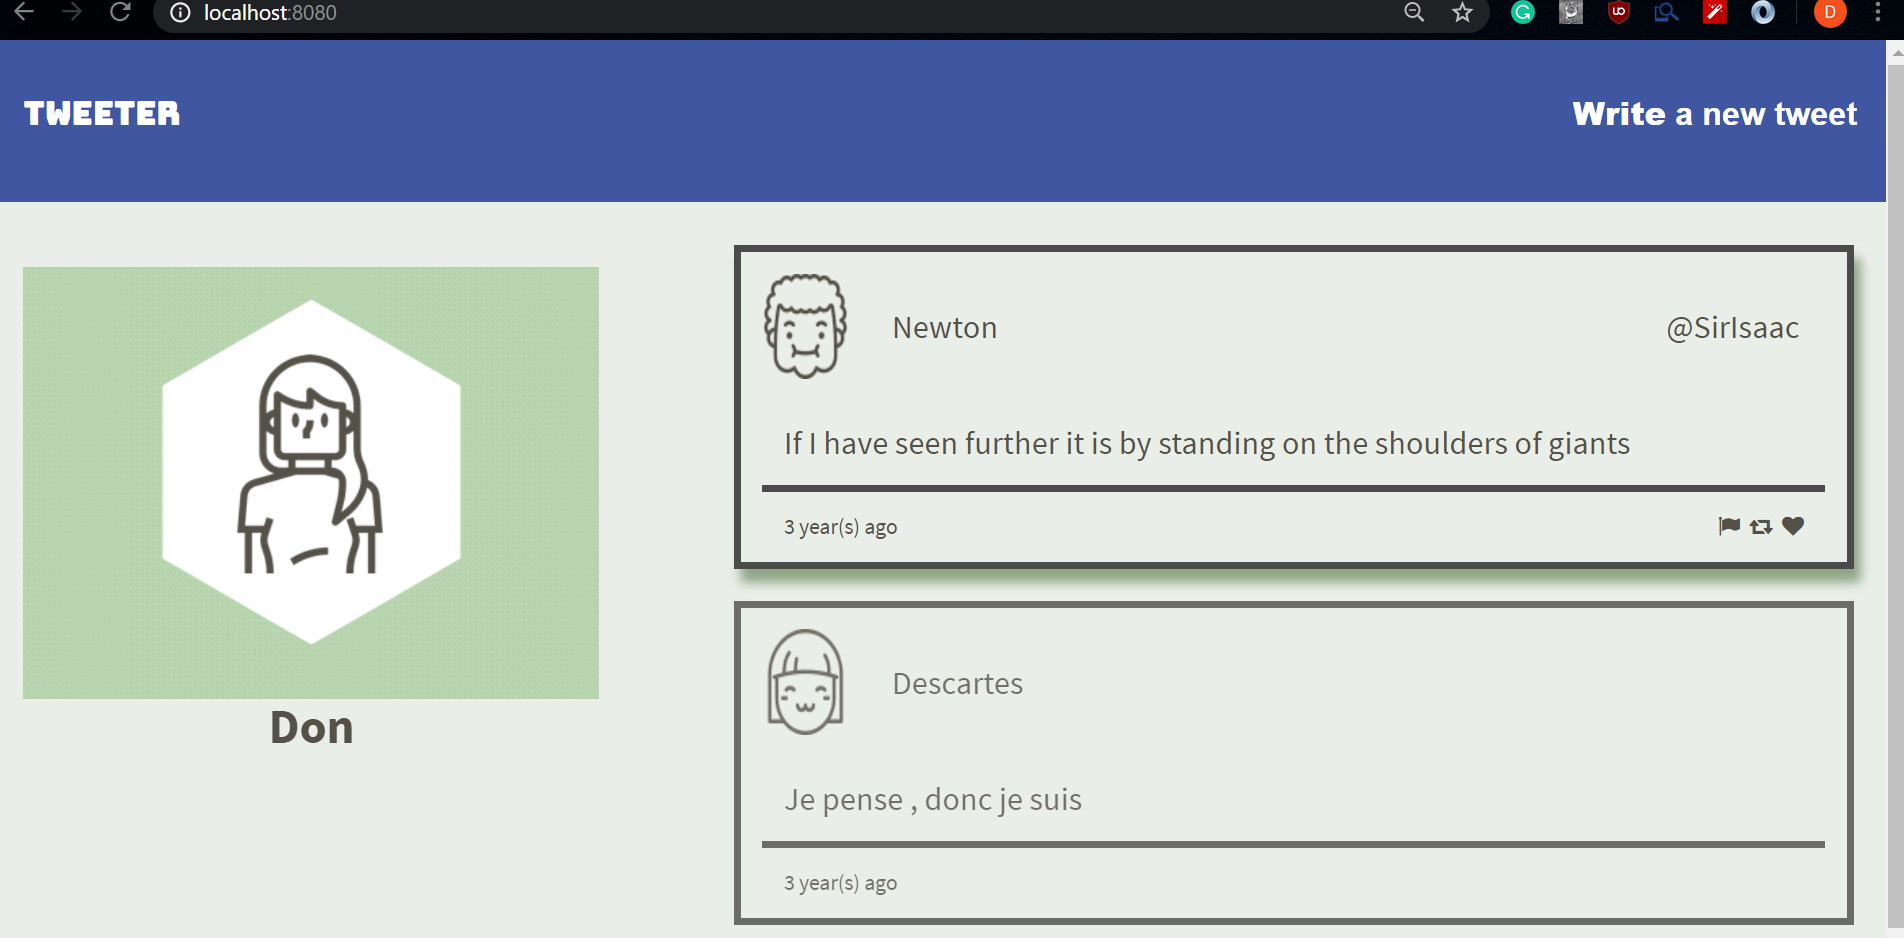 localhost:8080
D
TWEETER
Write a new tweet
Newton
@SirIsaac
If I have seen further it is by standing on the shoulders of giants
3 year(s) ago
Don
Descartes
Je pense , donc je suis
3 year(s) ago